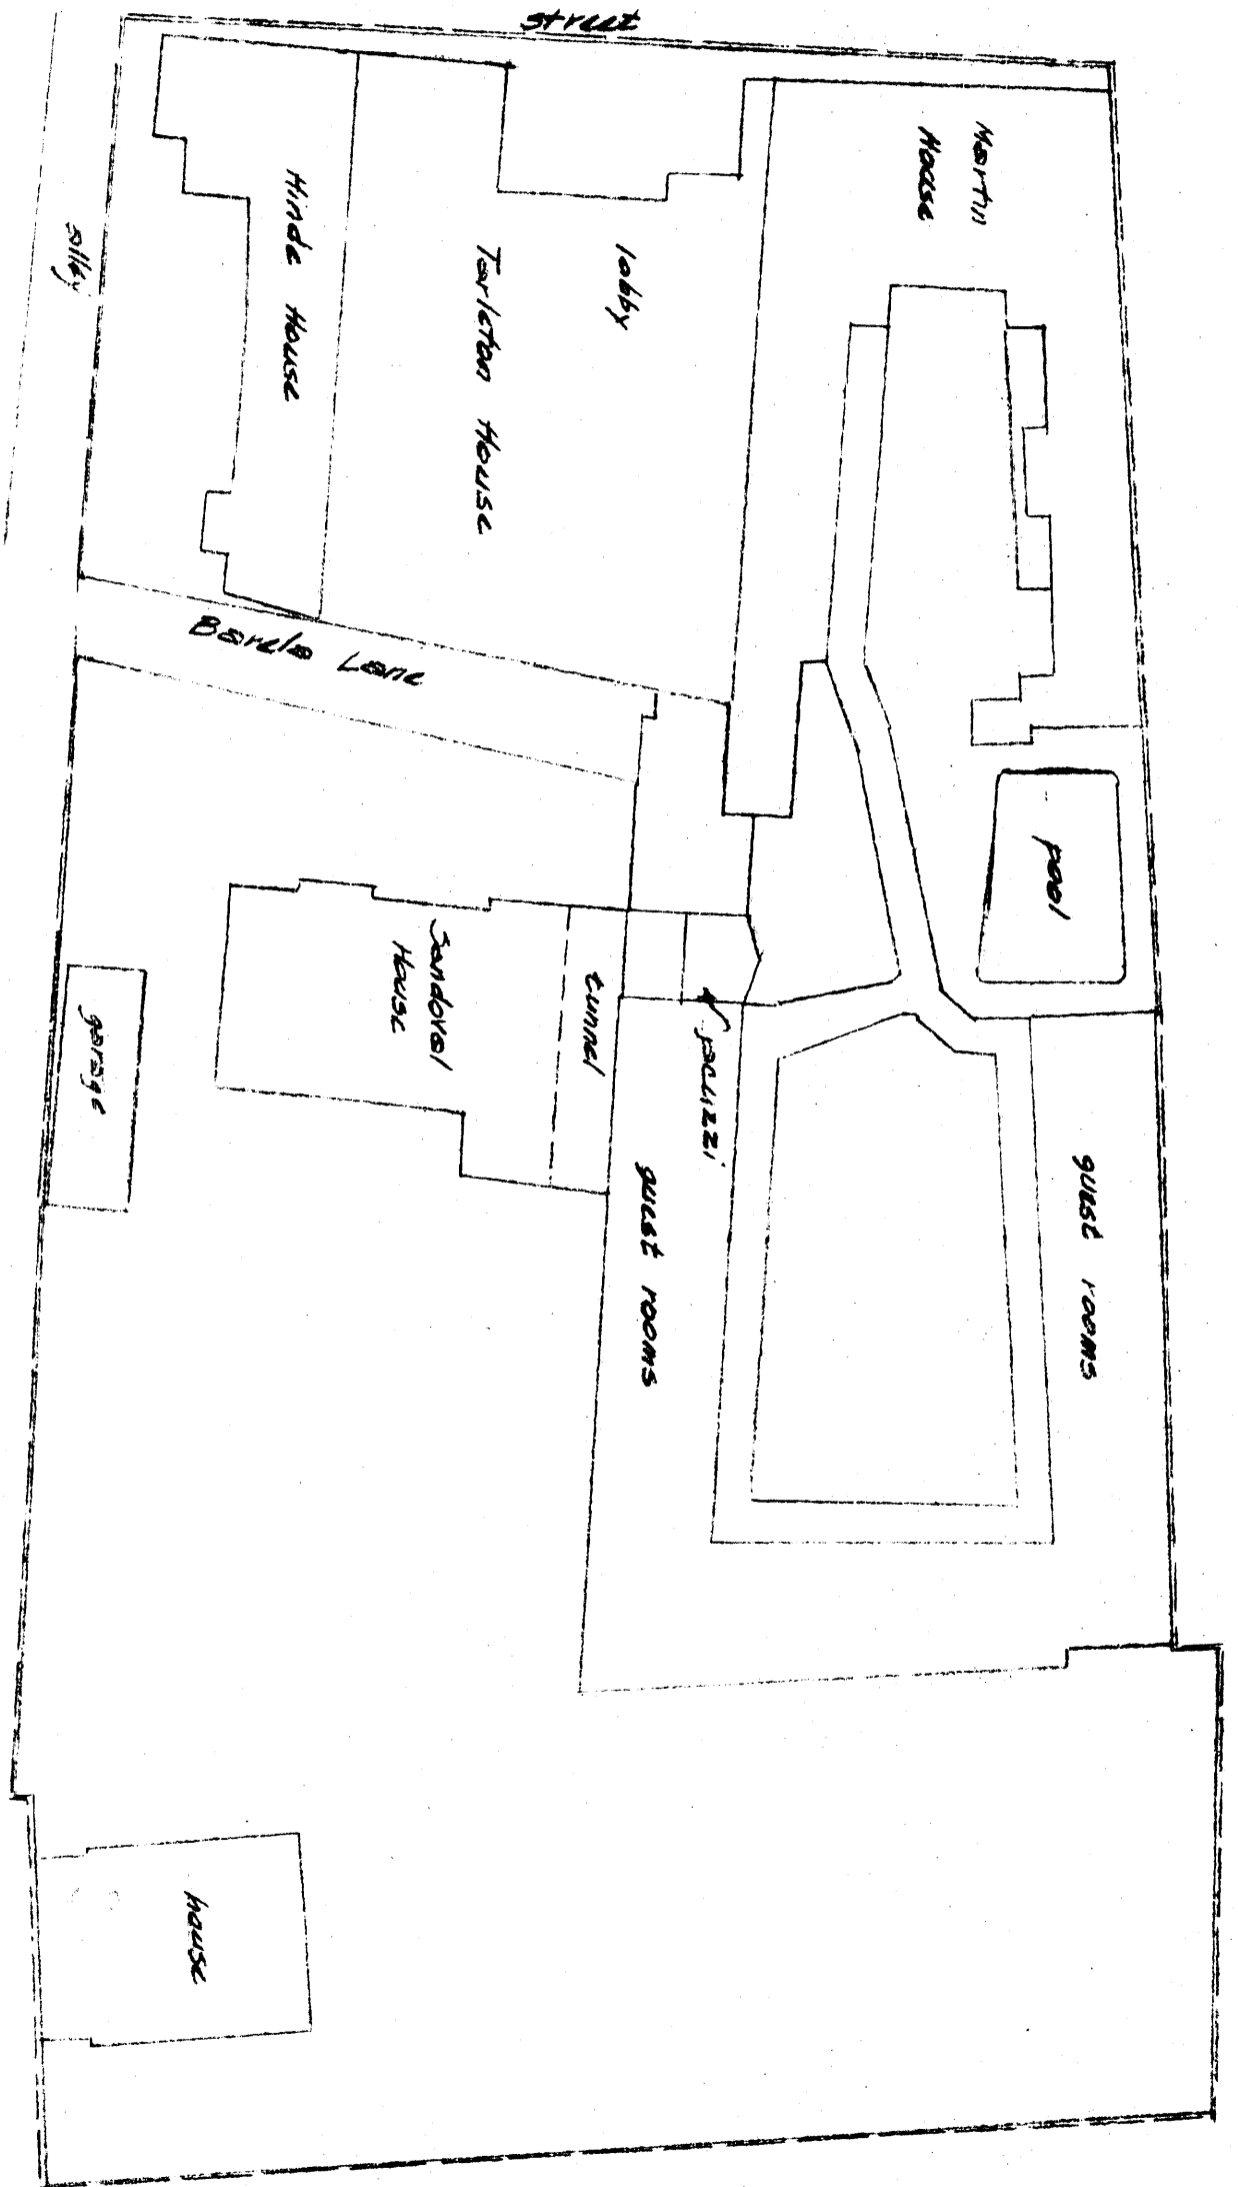 street
Martin
House
alley
Hinde House
Tarleton House
lobby
Barela Lane
pool
Sandoval
House
tunnel
jacuzzi
garage
guest rooms
guest rooms
house